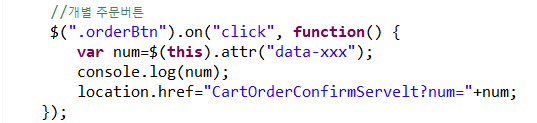 //개별 주문버튼
$(".orderBtn").on("click", function() {
var num=$(this).attr("data-xxx");
console.log(num);
location.href="CartOrderConfirmServelt?num="+num;
});